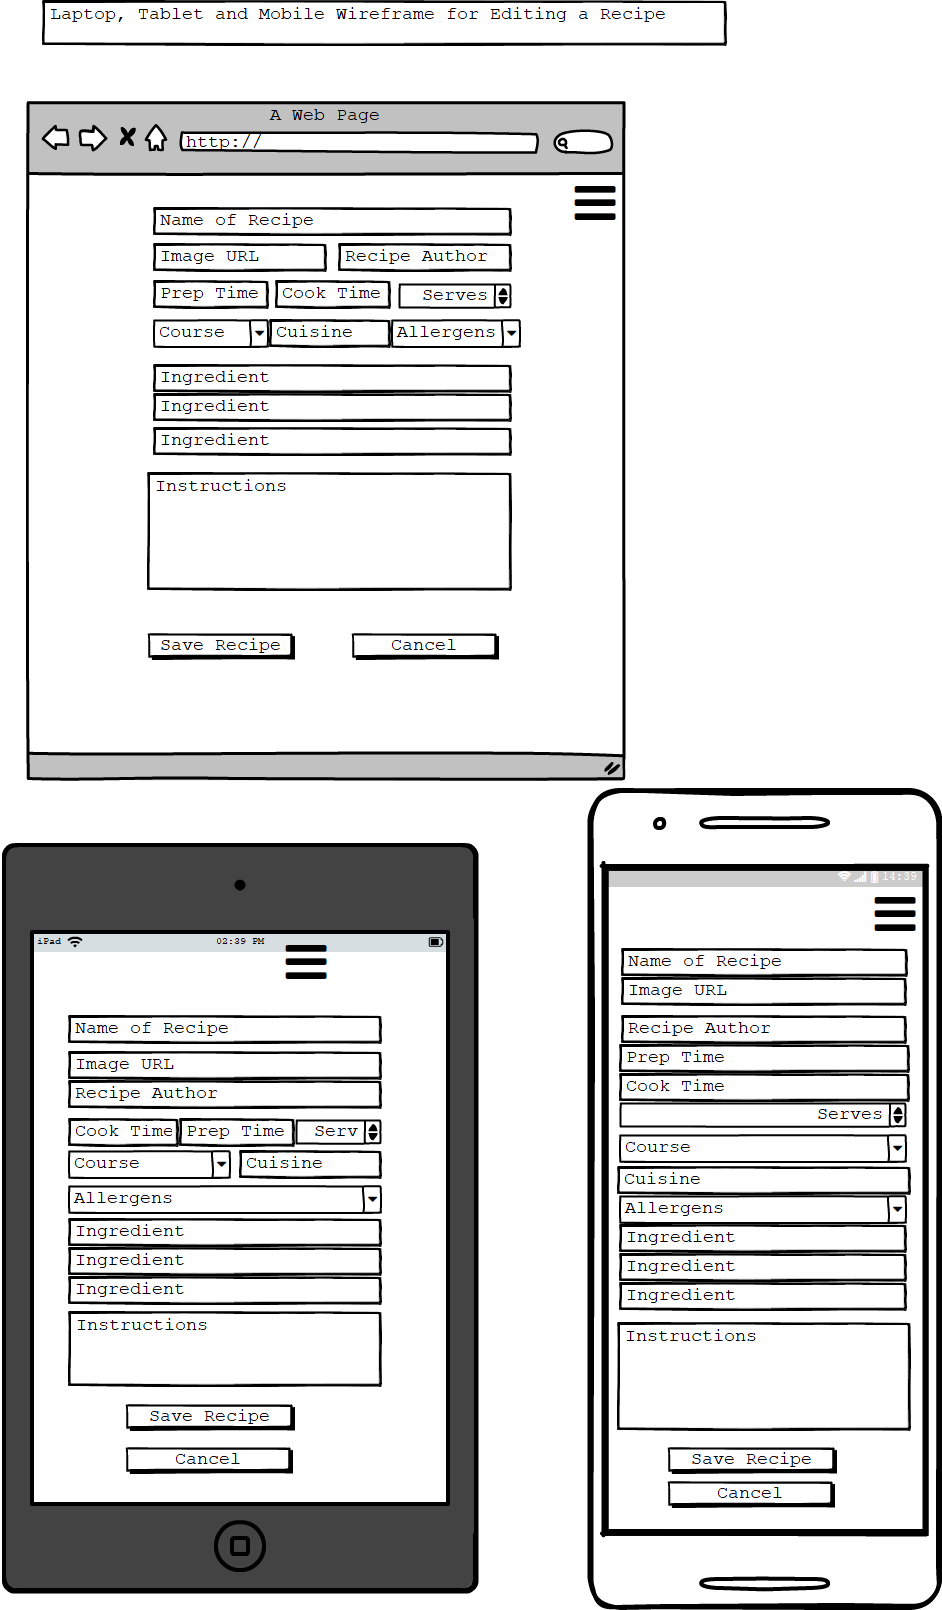 Laptop, Tablet and Mobile Wireframe for Editing a Recipe
A Web Page
http://
Name of Recipe
Image URL Recipe Author
Prep Time Cook Time Serves
Course Cuisine Allergens
Ingredient
Ingredient
Ingredient
Instructions
Save Recipe Cancel
iPad 02:39 PM
Name of Recipe
Image URL
Recipe Author
Cook Time Prep Time Serv
Course Cuisine
Allergens
Ingredient
Ingredient
Ingredient
Instructions
Save Recipe
Cancel
14:39
Name of Recipe
Image URL
Recipe Author
Prep Time
Cook Time
Serves
Course
Cuisine
Allergens
Ingredient
Ingredient
Ingredient
Instructions
Save Recipe
Cancel